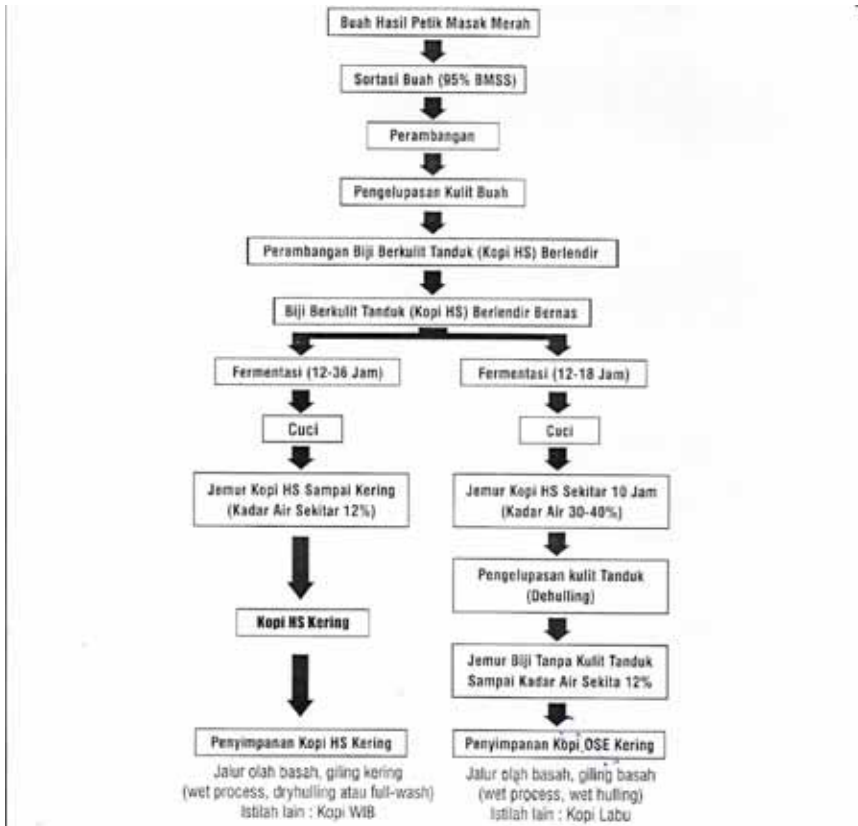 Buah Hasil Petik Masak Merah
Sortasi Buah (95% BMSS)
Perambangan
Pengelupasan Kulit Buah
Perambangan Biji Berkulit Tanduk (Kopi HS) Berlendir
Biji Berkulit Tanduk (Kopi HS) Berlendir Bernas
Fermentasi (12-36 Jam)
Cuci
Jemur Kopi HS Sampai Kering
(Kadar Air Sekitar 12%)
Kopi HS Kering
Penyimpanan Kopi HS Kering
Jalur olah basah, giling kering
(wet process, dryhulling atau full-wash)
Istilah lain : Kopi WIB
Fermentasi (12-18 Jam)
Cuci
Jemur Kopi HS Sekitar 10 Jam
(Kadar Air 30-40%)
Pengelupasan kulit Tanduk
(Dehulling)
Jemur Biji Tanpa Kulit Tanduk
Sampai Kadar Air Sekita 12%
Penyimpanan Kopi OSE Kering
Jalur olah basah, giling basah
(wet process, wet hulling)
Istilah lain : Kopi Labu